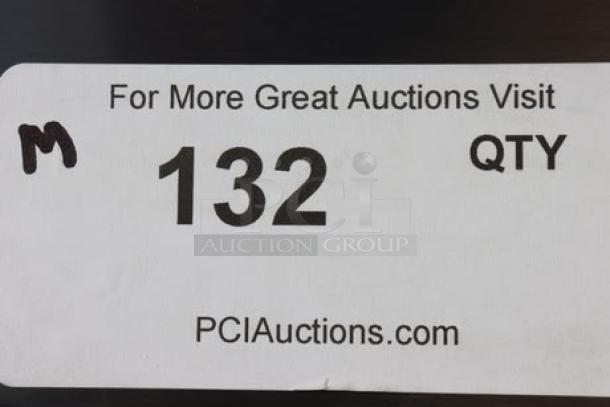 For More Great Auctions Visit
M 132 QTY
PCI
AUCTION GROUP
PCIAuctions.com